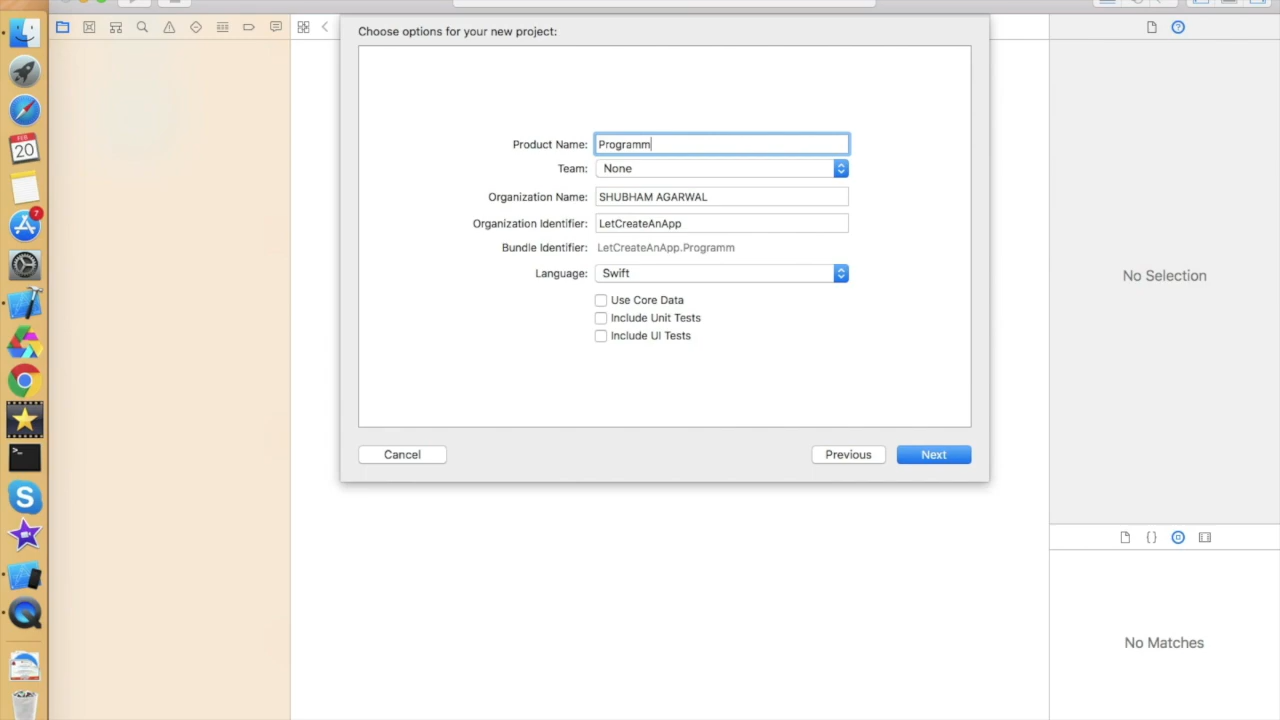 Choose options for your new project:
Product Name: Programm
Team: None
Organization Name: SHUBHAM AGARWAL
Organization Identifier: LetCreateAnApp
Bundle Identifier: LetCreateAnApp.Programm
Language: Swift
Use Core Data
Include Unit Tests
Include UI Tests
Cancel
Previous
Next
No Selection
No Matches
FEB
20
7